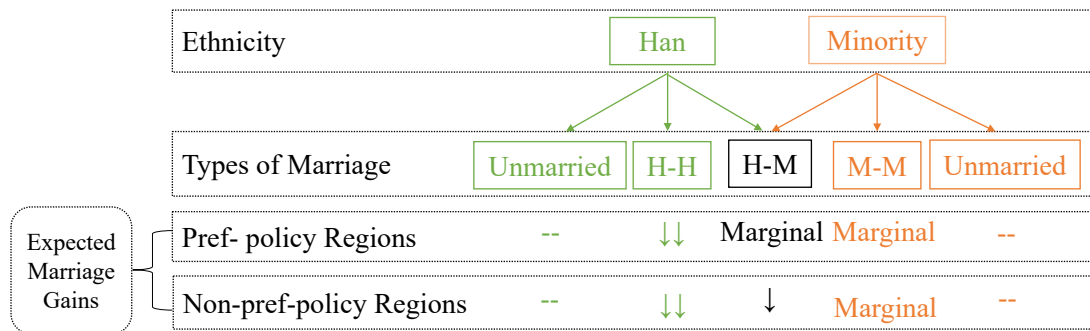 Ethnicity Han Minority
Types of Marriage Unmarried H-H H-M M-M Unmarried
Expected
Marriage
Gains
Pref- policy Regions -- ↓↓ Marginal Marginal --
Non-pref-policy Regions -- ↓↓ ↓ Marginal --